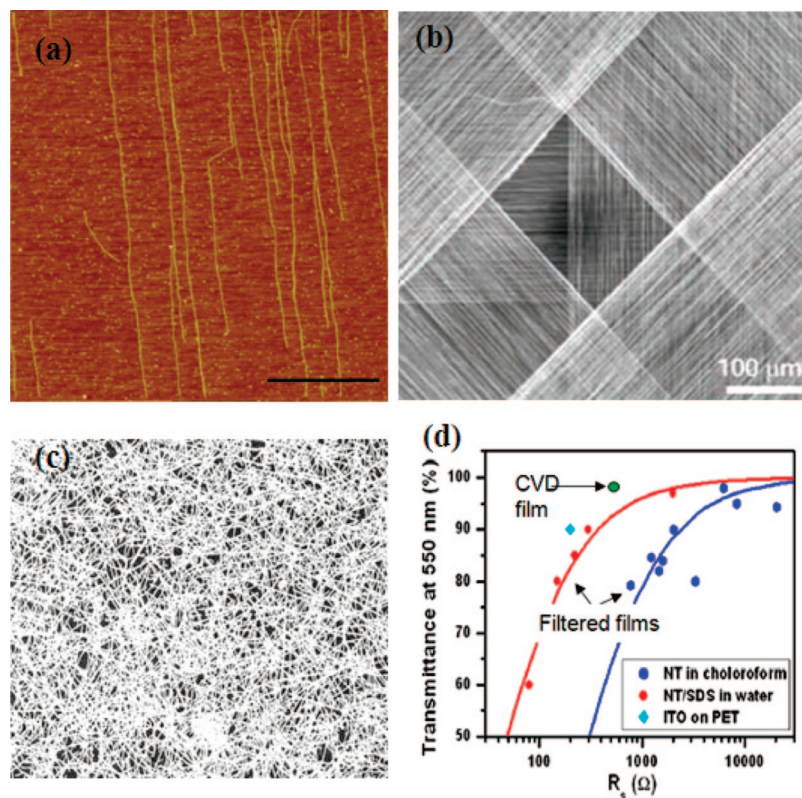 (a)
(b)
100 μm
(c)
(d)
Transmittance at 550 nm (%)
100
90
80
70
60
50
CVD
film
Filtered films
NT in choloroform
NT/SDS in water
ITO on PET
100
1000
10000
Rs (Ω)